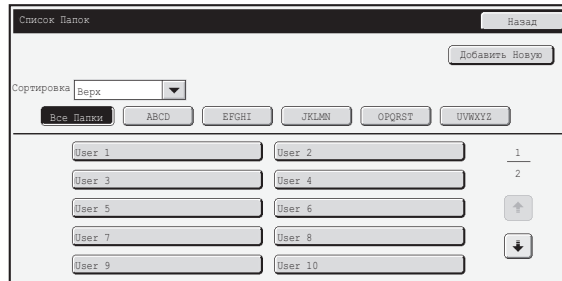 Список Папок
Назад
Добавить Новую
Сортировка Верх
Все Папки ABCD EFGHI JKLMN OPQRST UVWXYZ
User 1 User 2 1
User 3 User 4 2
User 5 User 6
User 7 User 8
User 9 User 10